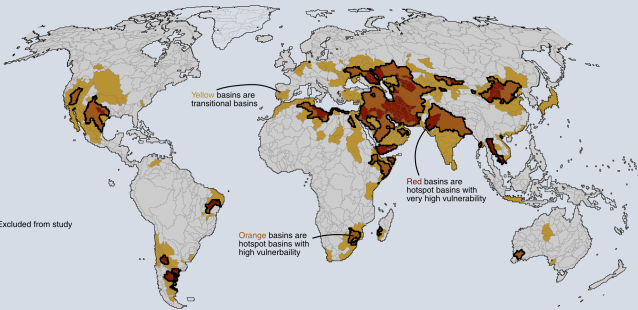 Yellow basins are
transitional basins
Red basins are
hotspot basins with
very high vulnerability
Excluded from study
Orange basins are
hotspot basins with
high vulnerbaility